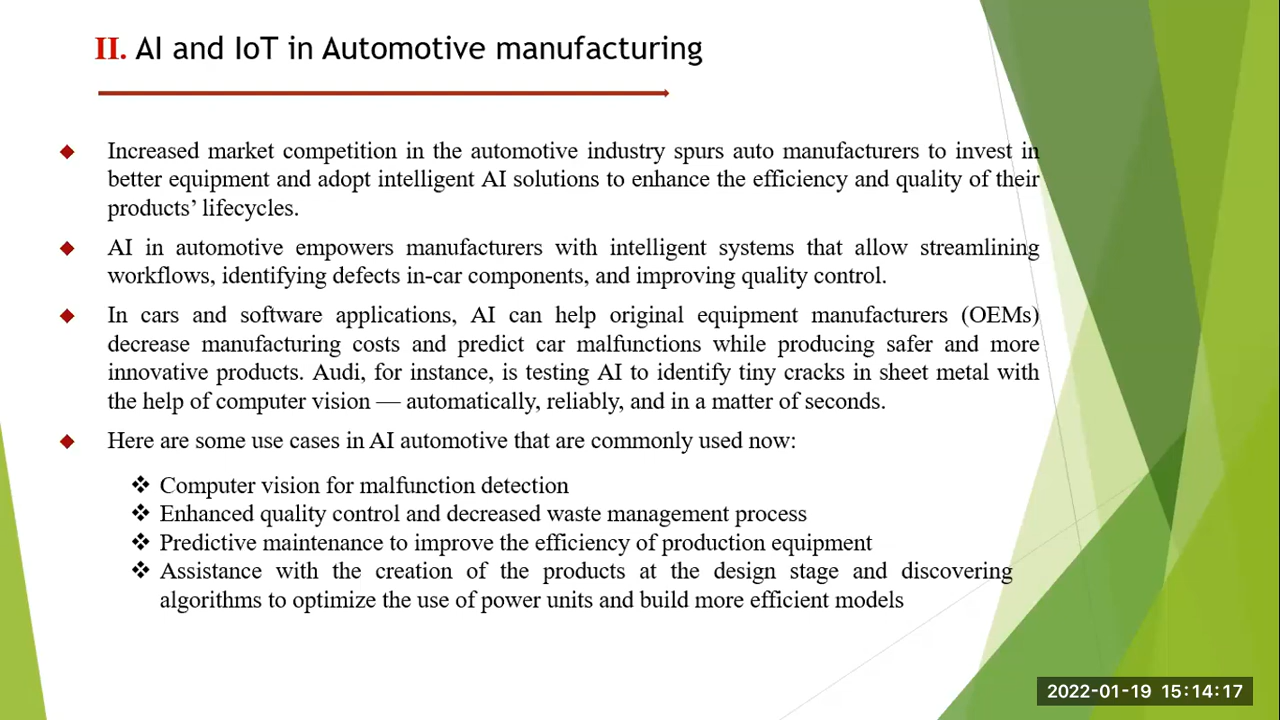 II. AI and IoT in Automotive manufacturing
Increased market competition in the automotive industry spurs auto manufacturers to invest in
better equipment and adopt intelligent AI solutions to enhance the efficiency and quality of their
products’ lifecycles.
AI in automotive empowers manufacturers with intelligent systems that allow streamlining
workflows, identifying defects in-car components, and improving quality control.
In cars and software applications, AI can help original equipment manufacturers (OEMs)
decrease manufacturing costs and predict car malfunctions while producing safer and more
innovative products. Audi, for instance, is testing AI to identify tiny cracks in sheet metal with
the help of computer vision — automatically, reliably, and in a matter of seconds.
Here are some use cases in AI automotive that are commonly used now:
Computer vision for malfunction detection
Enhanced quality control and decreased waste management process
Predictive maintenance to improve the efficiency of production equipment
Assistance with the creation of the products at the design stage and discovering
algorithms to optimize the use of power units and build more efficient models
2022-01-19 15:14:17